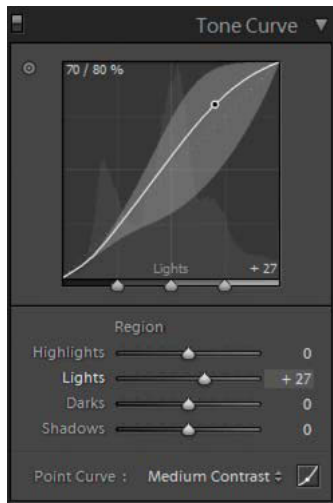 Tone Curve
70 / 80 %
Lights + 27
Region
Highlights 0
Lights + 27
Darks 0
Shadows 0
Point Curve : Medium Contrast